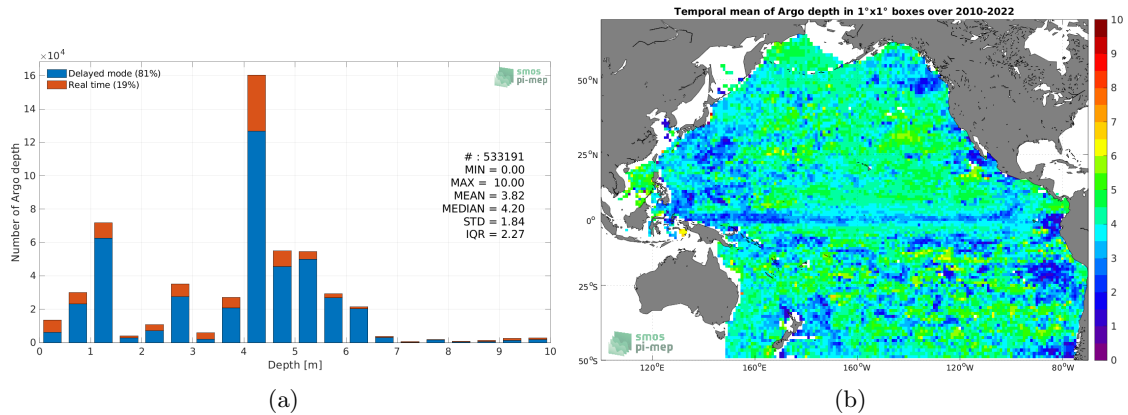 ×10⁴
Delayed mode (81%)
Real time (19%)
smos
pi-mep
# : 533191
MIN = 0.00
MAX = 10.00
MEAN = 3.82
MEDIAN = 4.20
STD = 1.84
IQR = 2.27
Number of Argo depth
16
14
12
10
8
6
4
2
0
0 1 2 3 4 5 6 7 8 9 10
Depth [m]
(a)
Temporal mean of Argo depth in 1°x1° boxes over 2010-2022
50°N
25°N
0°
25°S
50°S
smos
pi-mep
120°E 160°E 160°W 120°W 80°W
10
9
8
7
6
5
4
3
2
1
0
(b)